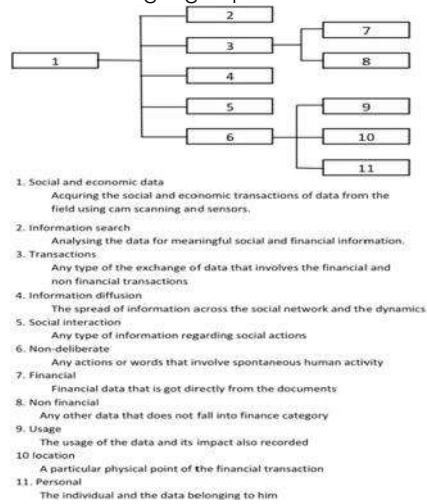 2
7
3
8
1
4
5
9
6
10
11
1. Social and economic data
Acquring the social and economic transactions of data from the
field using cam scanning and sensors.
2. Information search
Analysing the data for meaningful social and financial information.
3. Transactions
Any type of the exchange of data that involves the financial and
non financial transactions
4. Information diffusion
The spread of information across the social network and the dynamics
5. Social interaction
Any type of information regarding social actions
6. Non-deliberate
Any actions or words that involve spontaneous human activity
7. Financial
Financial data that is got directly from the documents
8. Non financial
Any other data that does not fall into finance category
9. Usage
The usage of the data and its impact also recorded
10 location
A particular physical point of the financial transaction
11. Personal
The individual and the data belonging to him